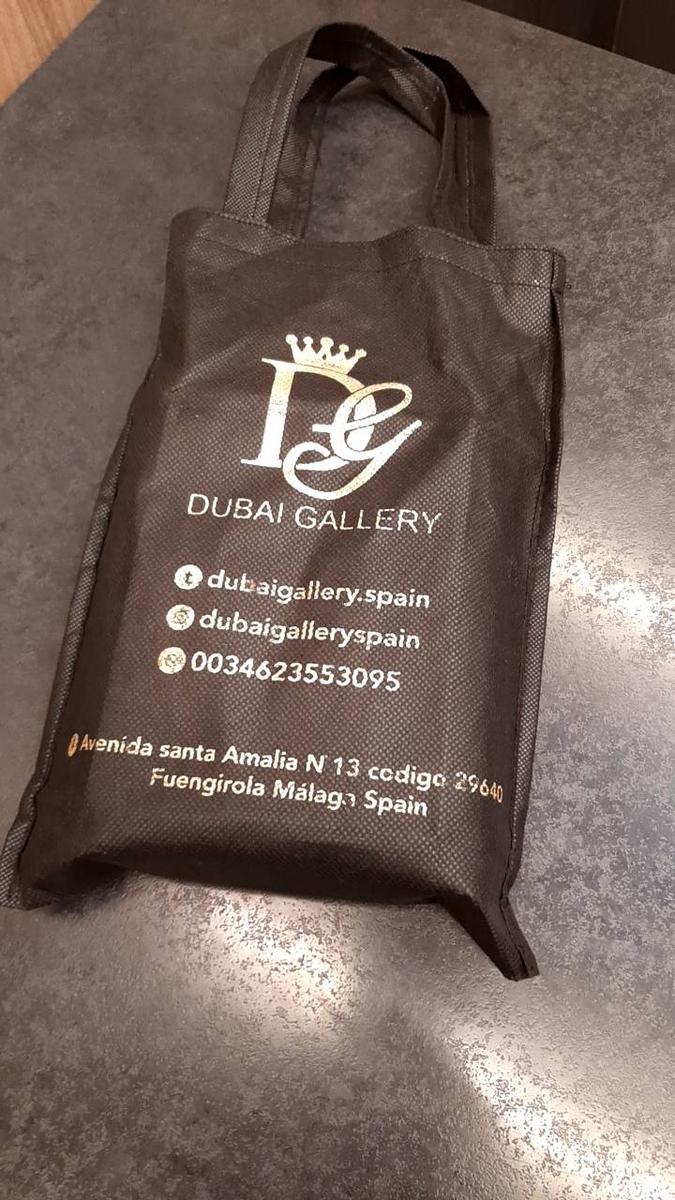 DG
DUBAI GALLERY
dubaigallery.spain
dubaigalleryspain
0034623553095
Avenida santa Amalia N 13 codigo 29640
Fuengirola Málaga Spain